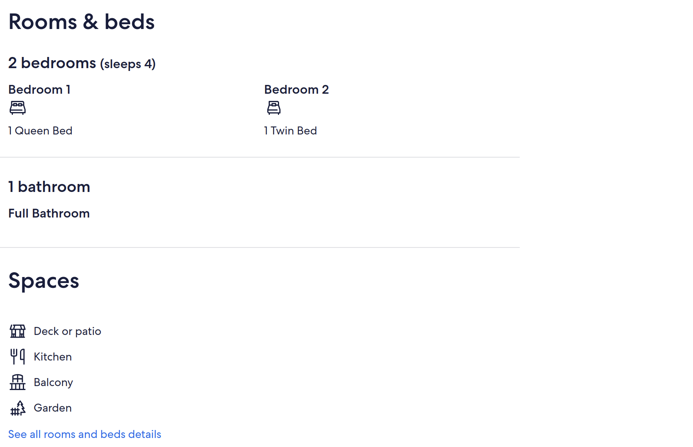 Rooms & beds
2 bedrooms (sleeps 4)
Bedroom 1
Bedroom 2
1 Queen Bed
1 Twin Bed
1 bathroom
Full Bathroom
Spaces
Deck or patio
Kitchen
Balcony
Garden
See all rooms and beds details